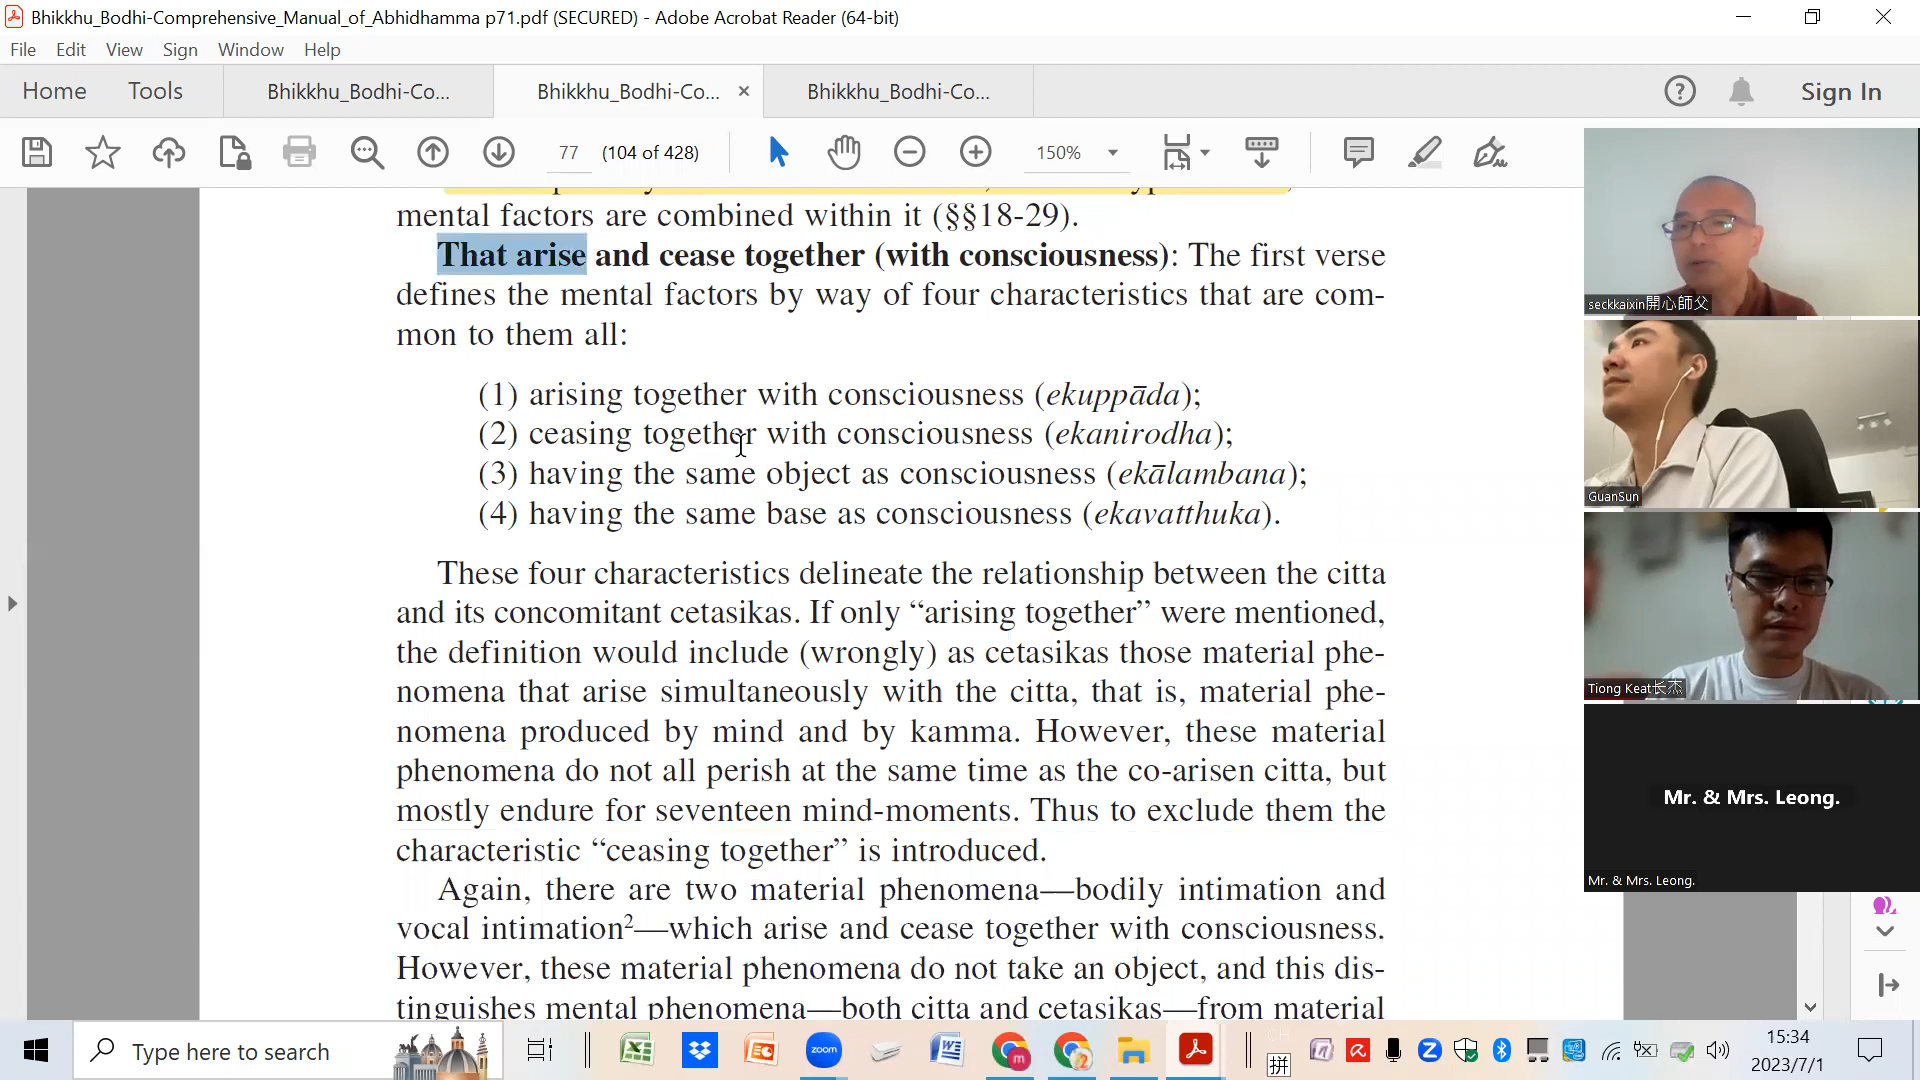 Bhikkhu_Bodhi-Comprehensive_Manual_of_Abhidhamma p71.pdf (SECURED) - Adobe Acrobat Reader (64-bit)
File Edit View Sign Window Help
Home Tools Bhikkhu_Bodhi-Co... Bhikkhu_Bodhi-Co... Bhikkhu_Bodhi-Co... Sign In
77 (104 of 428) 150%
mental factors are combined within it (§§18-29).
That arise and cease together (with consciousness): The first verse
defines the mental factors by way of four characteristics that are com-
mon to them all:
(1) arising together with consciousness (ekuppāda);
(2) ceasing together with consciousness (ekanirodha);
(3) having the same object as consciousness (ekālambana);
(4) having the same base as consciousness (ekavatthuka).
These four characteristics delineate the relationship between the citta
and its concomitant cetasikas. If only “arising together” were mentioned,
the definition would include (wrongly) as cetasikas those material phe-
nomena that arise simultaneously with the citta, that is, material phe-
nomena produced by mind and by kamma. However, these material
phenomena do not all perish at the same time as the co-arisen citta, but
mostly endure for seventeen mind-moments. Thus to exclude them the
characteristic “ceasing together” is introduced.
Again, there are two material phenomena—bodily intimation and
vocal intimation²—which arise and cease together with consciousness.
However, these material phenomena do not take an object, and this dis-
tinguishes mental phenomena—both citta and cetasikas—from material
seckkaixin開心師父
GuanSun
Tiong Keat长杰
Mr. & Mrs. Leong.
Mr. & Mrs. Leong.
Type here to search
zoom
拼
15:34
2023/7/1